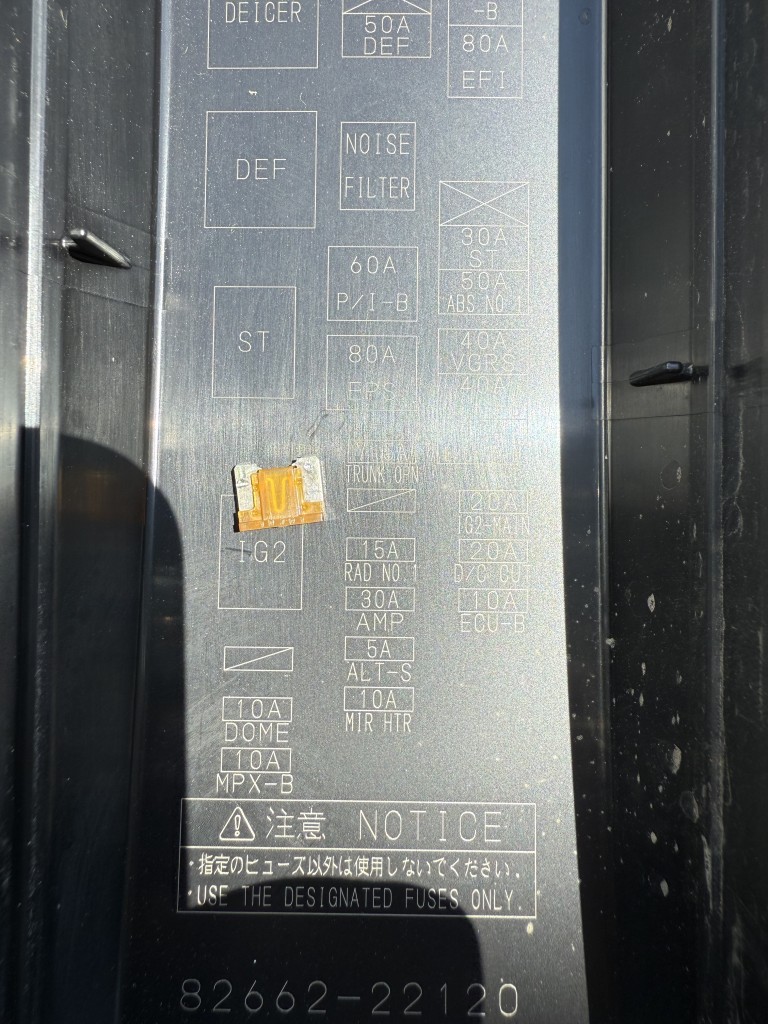 DEICER
50A
DEF
-B
80A
EFI
DEF
NOISE
FILTER
30A
ST
50A
ABS NO.1
60A
P/I-B
ST
80A
EPS
40A
VGRS
40A
TRUNK OPN
IG2
15A
RAD NO.1
30A
AMP
5A
ALT-S
10A
MIR HTR
20A
IG2-MAIN
20A
D/C CUT
10A
ECU-B
10A
DOME
10A
MPX-B
注意 NOTICE
・指定のヒューズ以外は使用しないでください.
・USE THE DESIGNATED FUSES ONLY.
82662-22120